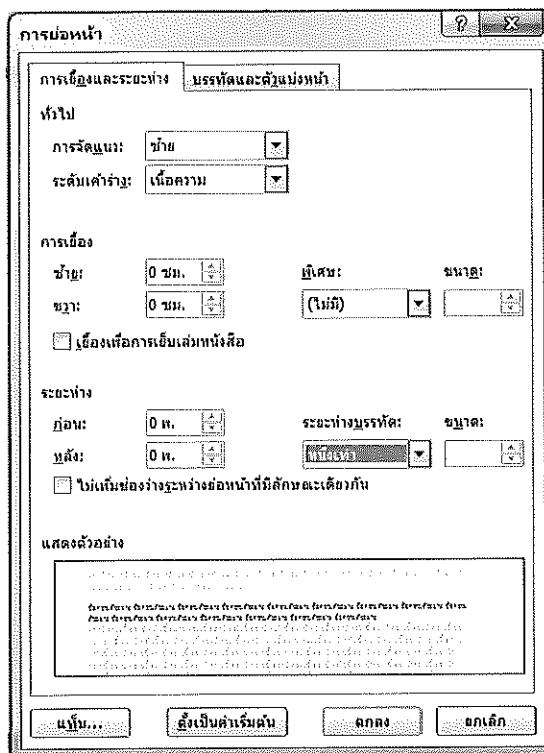 การย่อหน้า
การเยื้องและระยะห่าง บรรทัดและตัวแบ่งหน้า
ทั่วไป
การจัดแนว: ซ้าย
ระดับเค้าร่าง: เนื้อความ
การเยื้อง
ซ้าย: 0 ซม. พิเศษ: ขนาด:
ขวา: 0 ซม. (ไม่มี)
เยื้องเพื่อการเย็บเล่มหนังสือ
ระยะห่าง
ก่อน: 0 พ. ระยะห่างบรรทัด: ขนาด:
หลัง: 0 พ. หนึ่งเท่า
ไม่เพิ่มช่องว่างระหว่างย่อหน้าที่มีลักษณะเดียวกัน
แสดงตัวอย่าง
แท็บ... ตั้งเป็นค่าเริ่มต้น ตกลง ยกเลิก